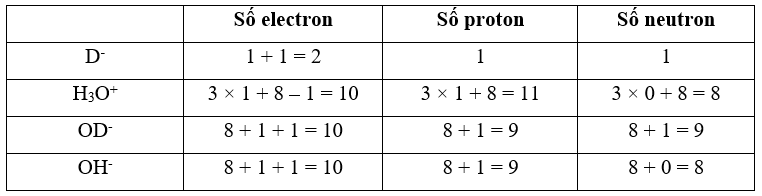 Số electron Số proton Số neutron
D⁻ 1 + 1 = 2 1 1
H₃O⁺ 3 × 1 + 8 – 1 = 10 3 × 1 + 8 = 11 3 × 0 + 8 = 8
OD⁻ 8 + 1 + 1 = 10 8 + 1 = 9 8 + 1 = 9
OH⁻ 8 + 1 + 1 = 10 8 + 1 = 9 8 + 0 = 8